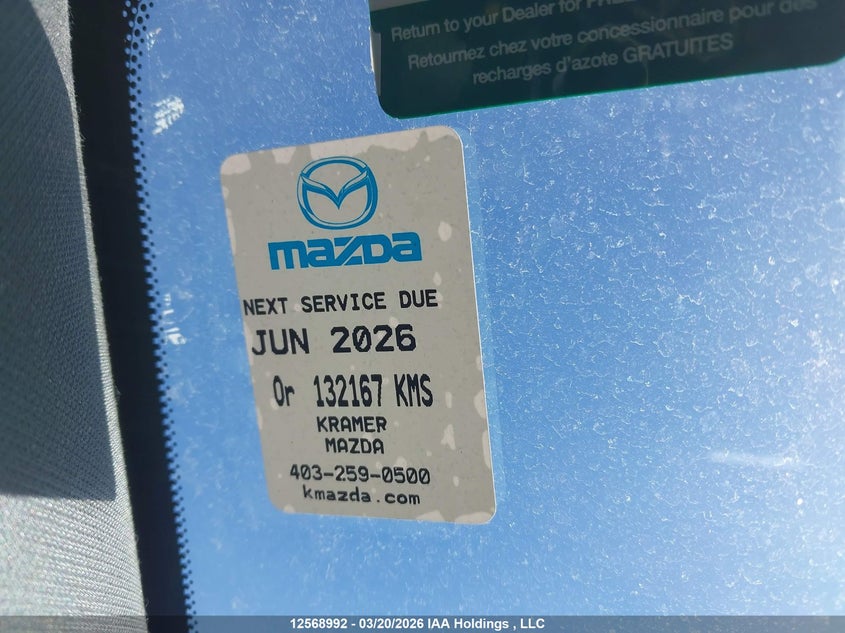 Return to your Dealer for
Retournez chez votre concessionnaire pour des
recharges d'azote GRATUITES
mazda
NEXT SERVICE DUE
JUN 2026
Or 132167 KMS
KRAMER
MAZDA
403-259-0500
kmazda.com
12568992 - 03/20/2026 IAA Holdings , LLC